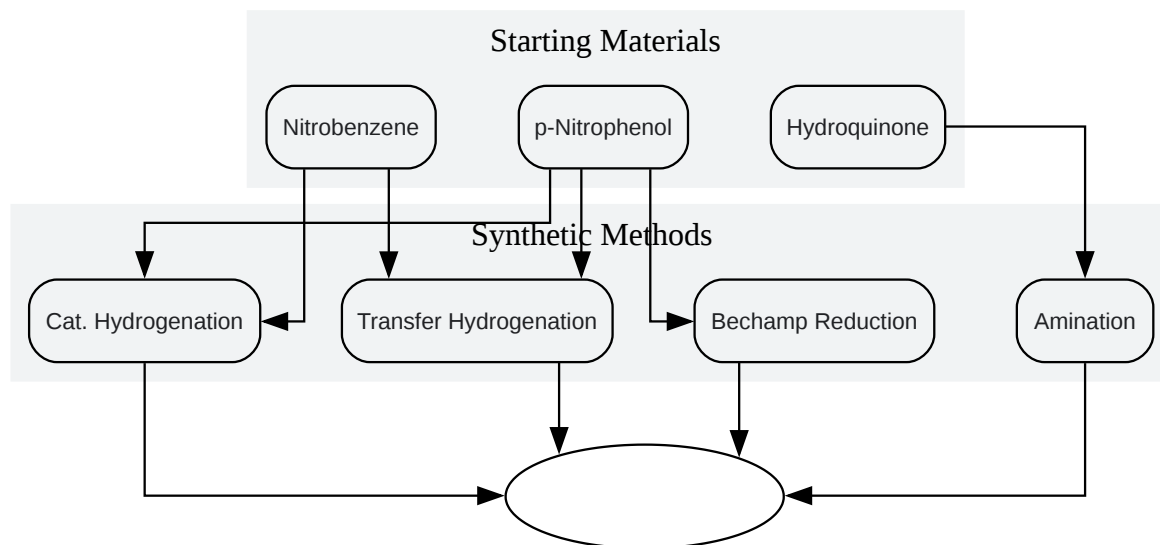 Starting Materials
Nitrobenzene
p-Nitrophenol
Hydroquinone
Synthetic Methods
Cat. Hydrogenation
Transfer Hydrogenation
Bechamp Reduction
Amination